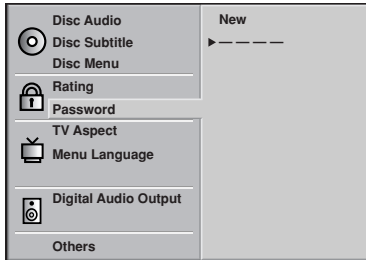 Disc Audio
Disc Subtitle
Disc Menu
Rating
Password
TV Aspect
Menu Language
Digital Audio Output
Others
New
– – – –